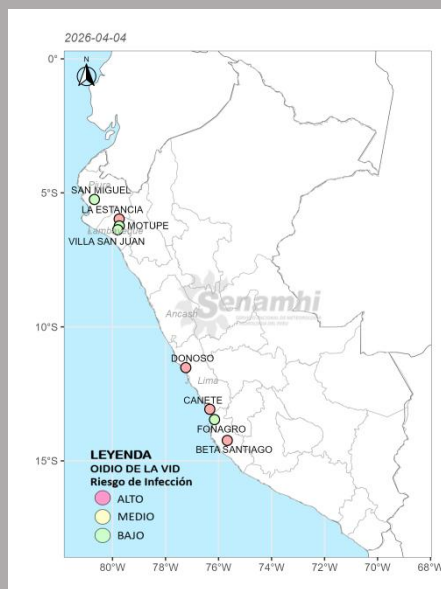 2026-04-04
N
0°
5°S
10°S
15°S
Piura
SAN MIGUEL
LA ESTANCIA
MOTUPE
Lambayeque
VILLA SAN JUAN
Senamhi
Ancash
DONOSO
Lima
CANETE
FONAGRO
BETA SANTIAGO
LEYENDA
OIDIO DE LA VID
Riesgo de Infección
ALTO
MEDIO
BAJO
80°W
78°W
76°W
74°W
72°W
70°W
68°W